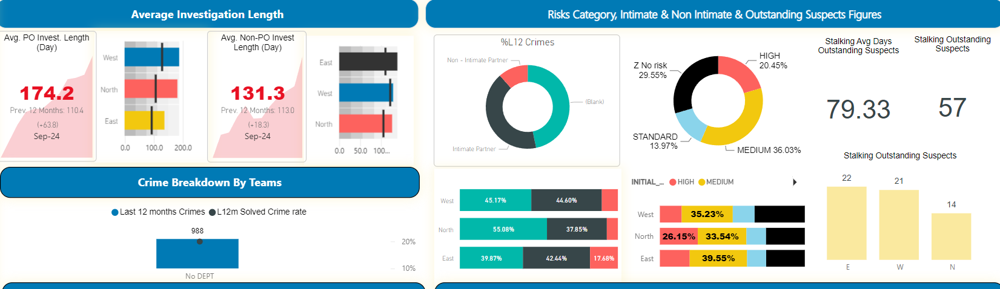 Average Investigation Length
Avg. PO Invest. Length
(Day)
174.2
Prev. 12 Months: 110.4
(+63.8)
Sep-24
West
North
East
0.0 100.0 200.0
Avg. Non-PO Invest
Length (Day)
131.3
Prev. 12 Months: 113.0
(+18.3)
Sep-24
East
West
North
0.0 50.0 100...
Crime Breakdown By Teams
Last 12 months Crimes L12m Solved Crime rate
988
20%
10%
No DEPT
Risks Category, Intimate & Non Intimate & Outstanding Suspects Figures
%L12 Crimes
Non - Intimate Partner
(Blank)
Intimate Partner
HIGH
20.45%
Z No risk
29.55%
STANDARD
13.97%
MEDIUM 36.03%
Stalking Avg Days
Outstanding Suspects
79.33
Stalking Outstanding
Suspects
57
West 45.17% 44.60%
North 55.08% 37.85%
East 39.87% 42.44% 17.68%
INITIAL_... HIGH MEDIUM
West 35.23%
North 26.15% 33.54%
East 39.55%
Stalking Outstanding Suspects
22 21 14
E W N